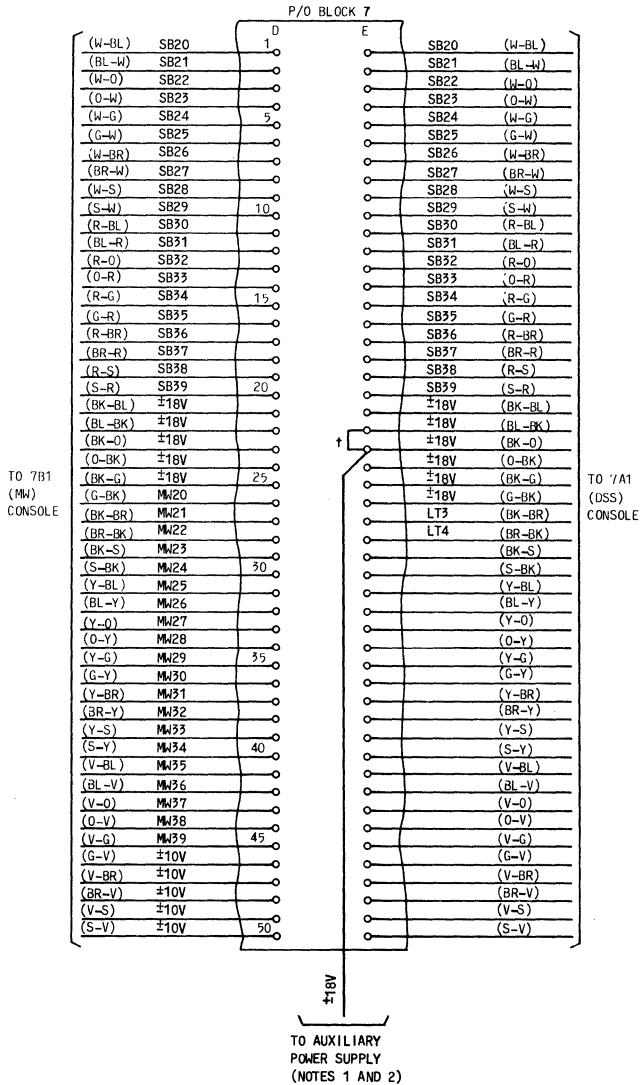 P/O BLOCK 7
D E
(W-BL) SB20 1 SB20 (W-BL)
(BL-W) SB21 SB21 (BL-W)
(W-O) SB22 SB22 (W-O)
(O-W) SB23 SB23 (O-W)
(W-G) SB24 5 SB24 (W-G)
(G-W) SB25 SB25 (G-W)
(W-BR) SB26 SB26 (W-BR)
(BR-W) SB27 SB27 (BR-W)
(W-S) SB28 SB28 (W-S)
(S-W) SB29 10 SB29 (S-W)
(R-BL) SB30 SB30 (R-BL)
(BL-R) SB31 SB31 (BL-R)
(R-O) SB32 SB32 (R-O)
(O-R) SB33 SB33 (O-R)
(R-G) SB34 15 SB34 (R-G)
(G-R) SB35 SB35 (G-R)
(R-BR) SB36 SB36 (R-BR)
(BR-R) SB37 SB37 (BR-R)
(R-S) SB38 SB38 (R-S)
(S-R) SB39 20 SB39 (S-R)
(BK-BL) ±18V ±18V (BK-BL)
(BL-BK) ±18V ±18V (BL-BK)
(BK-O) ±18V † ±18V (BK-O)
(O-BK) ±18V ±18V (O-BK)
(BK-G) ±18V 25 ±18V (BK-G)
(G-BK) MW20 ±18V (G-BK)
(BK-BR) MW21 LT3 (BK-BR)
(BR-BK) MW22 LT4 (BR-BK)
(BK-S) MW23 (BK-S)
(S-BK) MW24 30 (S-BK)
(Y-BL) MW25 (Y-BL)
(BL-Y) MW26 (BL-Y)
(Y-O) MW27 (Y-O)
(O-Y) MW28 (O-Y)
(Y-G) MW29 35 (Y-G)
(G-Y) MW30 (G-Y)
(Y-BR) MW31 (Y-BR)
(BR-Y) MW32 (BR-Y)
(Y-S) MW33 (Y-S)
(S-Y) MW34 40 (S-Y)
(V-BL) MW35 (V-BL)
(BL-V) MW36 (BL-V)
(V-O) MW37 (V-O)
(O-V) MW38 (O-V)
(V-G) MW39 45 (V-G)
(G-V) ±10V (G-V)
(V-BR) ±10V (V-BR)
(BR-V) ±10V (BR-V)
(V-S) ±10V (V-S)
(S-V) ±10V 50 (S-V)
TO 7B1
(MW)
CONSOLE
TO 7A1
(DSS)
CONSOLE
±18V
TO AUXILIARY
POWER SUPPLY
(NOTES 1 AND 2)